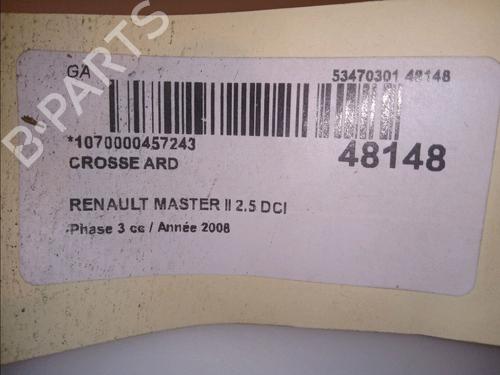 GA
53470301 48148
*1070000457243
48148
CROSSE ARD
RENAULT MASTER II 2.5 DCI
Phase 3 cc / Année 2008
B-PARTS